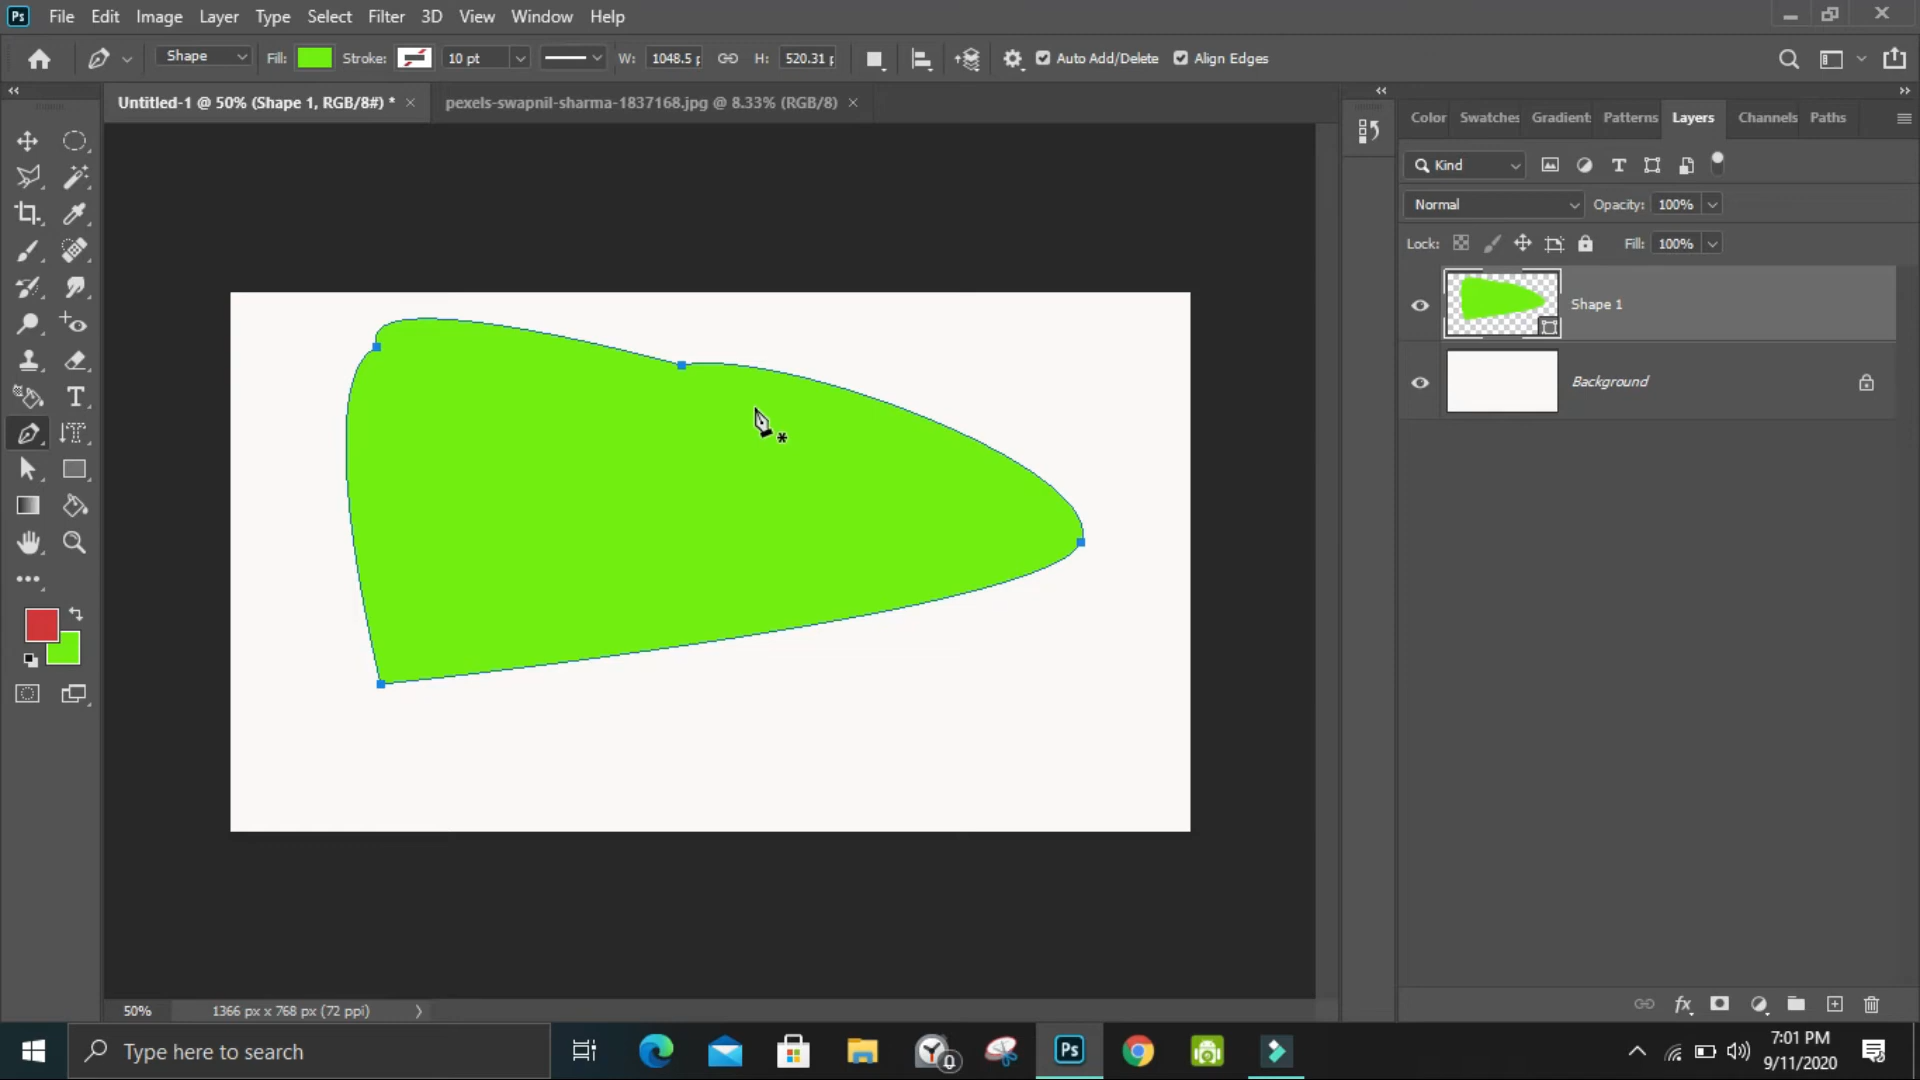 Ps File Edit Image Layer Type Select Filter 3D View Window Help
Shape Fill: Stroke: 10 pt W: 1048.5 p H: 520.31 p Auto Add/Delete Align Edges
Untitled-1 @ 50% (Shape 1, RGB/8#) * × pexels-swapnil-sharma-1837168.jpg @ 8.33% (RGB/8) ×
Color Swatches Gradient Patterns Layers Channels Paths
Kind
Normal Opacity: 100%
Lock: Fill: 100%
Shape 1
Background
50% 1366 px x 768 px (72 ppi)
Type here to search
Ps
7:01 PM
9/11/2020